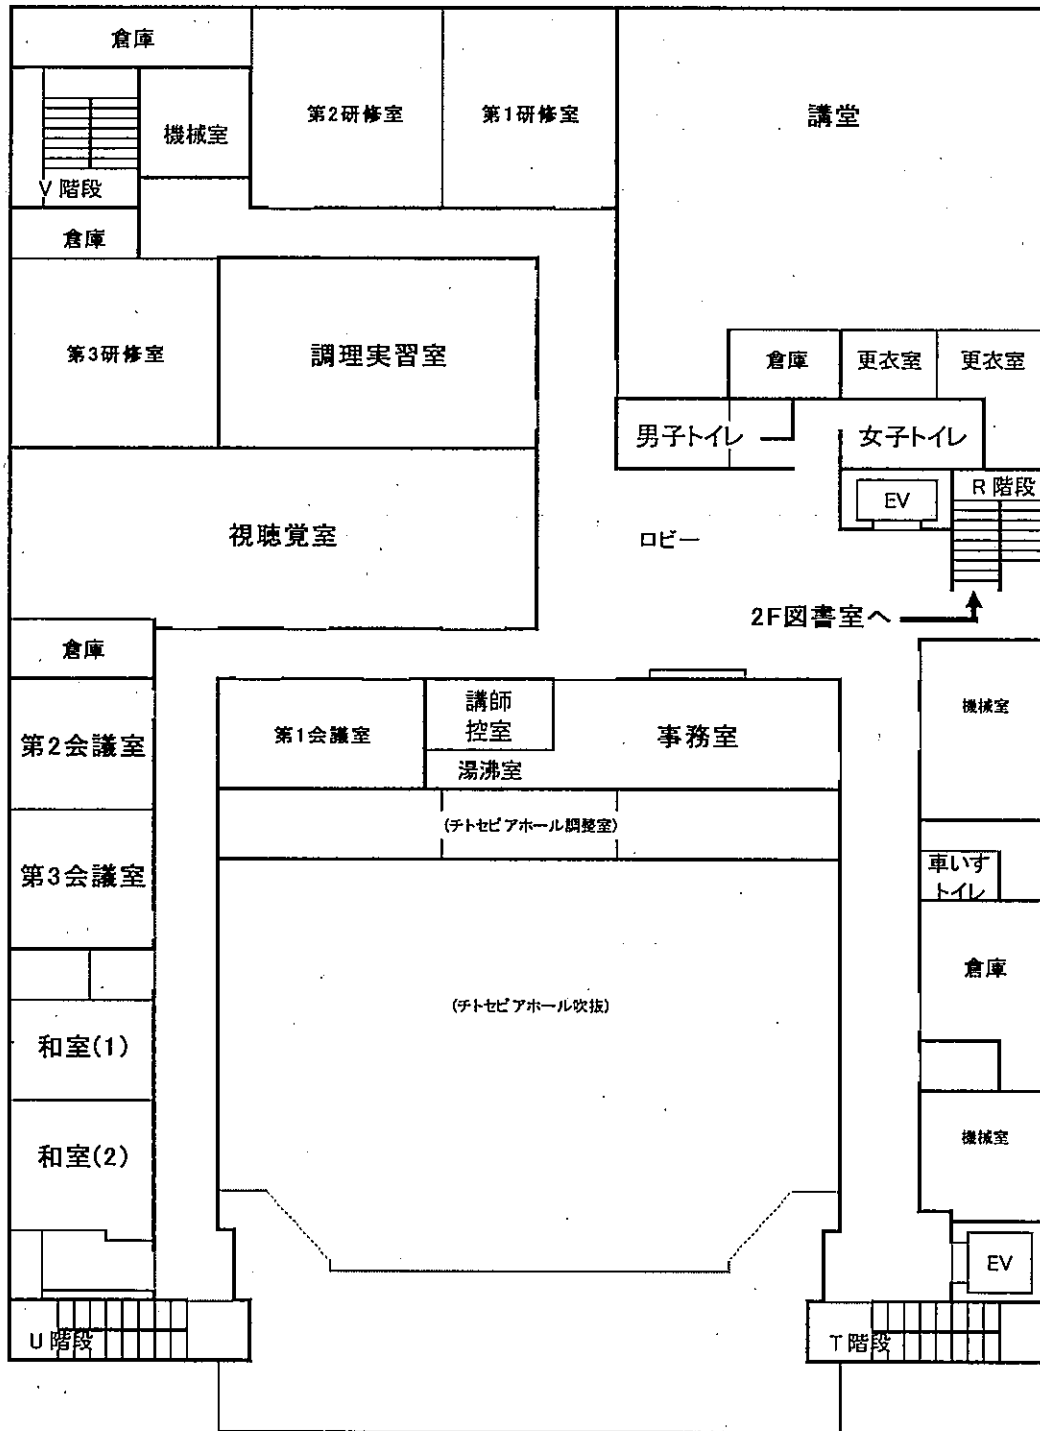 倉庫
第2研修室
第1研修室
講堂
機械室
V 階段
倉庫
第3研修室
調理実習室
倉庫
更衣室
更衣室
男子トイレ
女子トイレ
EV
R 階段
視聴覚室
ロビー
2F図書室へ
倉庫
第2会議室
第1会議室
講師
控室
湯沸室
事務室
機械室
(チトセピアホール調整室)
第3会議室
車いす
トイレ
倉庫
(チトセピアホール吹抜)
和室(1)
和室(2)
機械室
EV
U 階段
T 階段